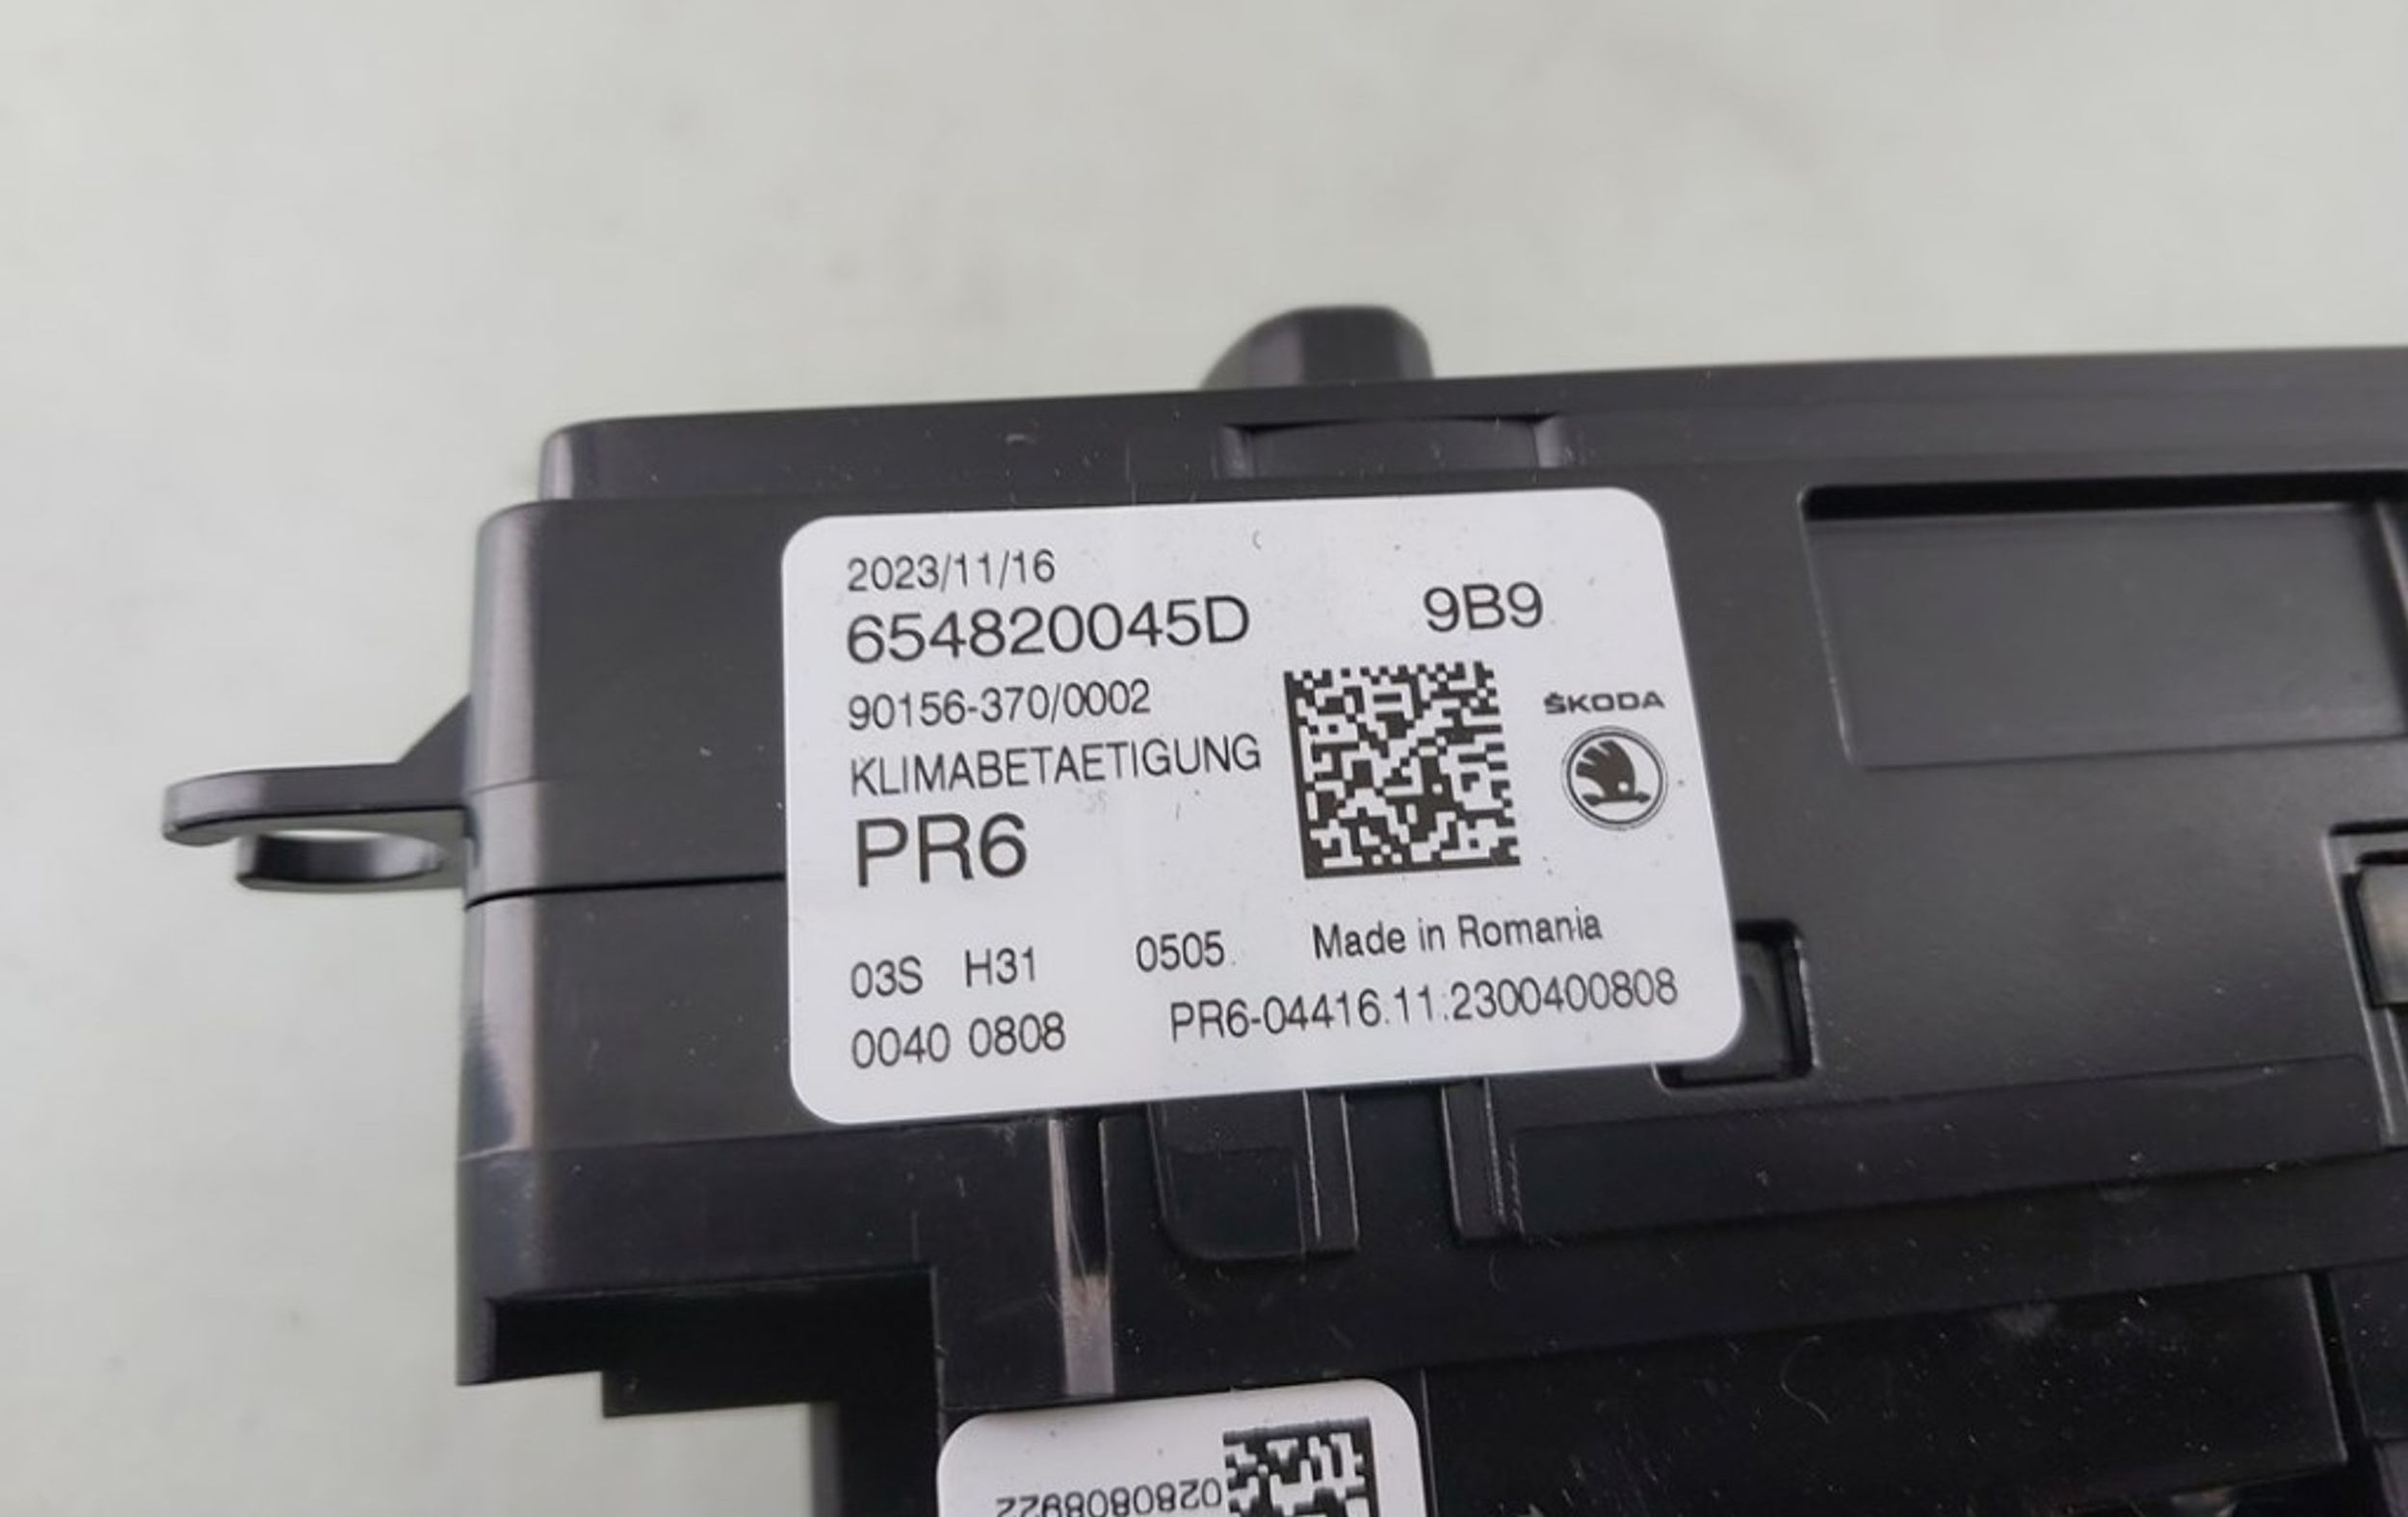 2023/11/16
654820045D 9B9
90156-370/0002
ŠKODA
KLIMABETAETIGUNG
PR6
03S H31 0505 Made in Romania
0040 0808 PR6-04416.11.2300400808
0280808922